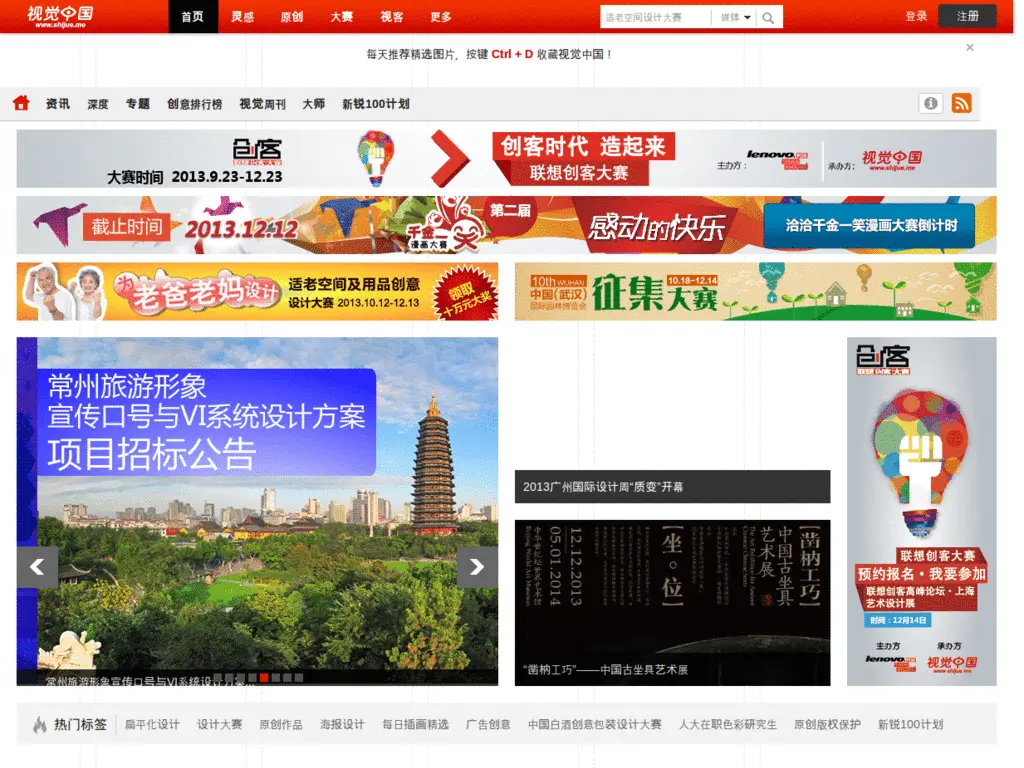 视觉中国
www.shijue.me
首页 灵感 原创 大赛 视客 更多
适老空间设计大赛 媒体
登录 注册
每天推荐精选图片，按键 Ctrl + D 收藏视觉中国！
×
资讯 深度 专题 创意排行榜 视觉周刊 大师 新锐100计划
创客
联想创客大赛
大赛时间 2013.9.23-12.23
创客时代 造起来
联想创客大赛
主办方：
lenovo
承办方：
视觉中国
www.shijue.me
截止时间 2013.12.12
千金一笑
漫画大赛
第二届
感动的快乐
洽洽千金一笑漫画大赛倒计时
为老爸老妈设计
适老空间及用品创意
设计大赛 2013.10.12-12.13
领取
十万元大奖
10th WUHAN
中国(武汉)
国际园林博览会
征集大赛
10.18–12.14
常州旅游形象
宣传口号与VI系统设计方案
项目招标公告
常州旅游形象宣传口号与VI系统设计方案...
2013广州国际设计周“质变”开幕
【凿枘工巧】
中国古坐具
艺术展
【坐。位】
12.12.2013
05.01.2014
中华世纪坛世界艺术馆
“凿枘工巧”——中国古坐具艺术展
创客
联想创客大赛
联想创客大赛
预约报名·我要参加
联想创客高峰论坛·上海
艺术设计展
时间：12月14日
主办方 承办方
lenovo
视觉中国
www.shijue.me
热门标签 扁平化设计 设计大赛 原创作品 海报设计 每日插画精选 广告创意 中国白酒创意包装设计大赛 人大在职色彩研究生 原创版权保护 新锐100计划